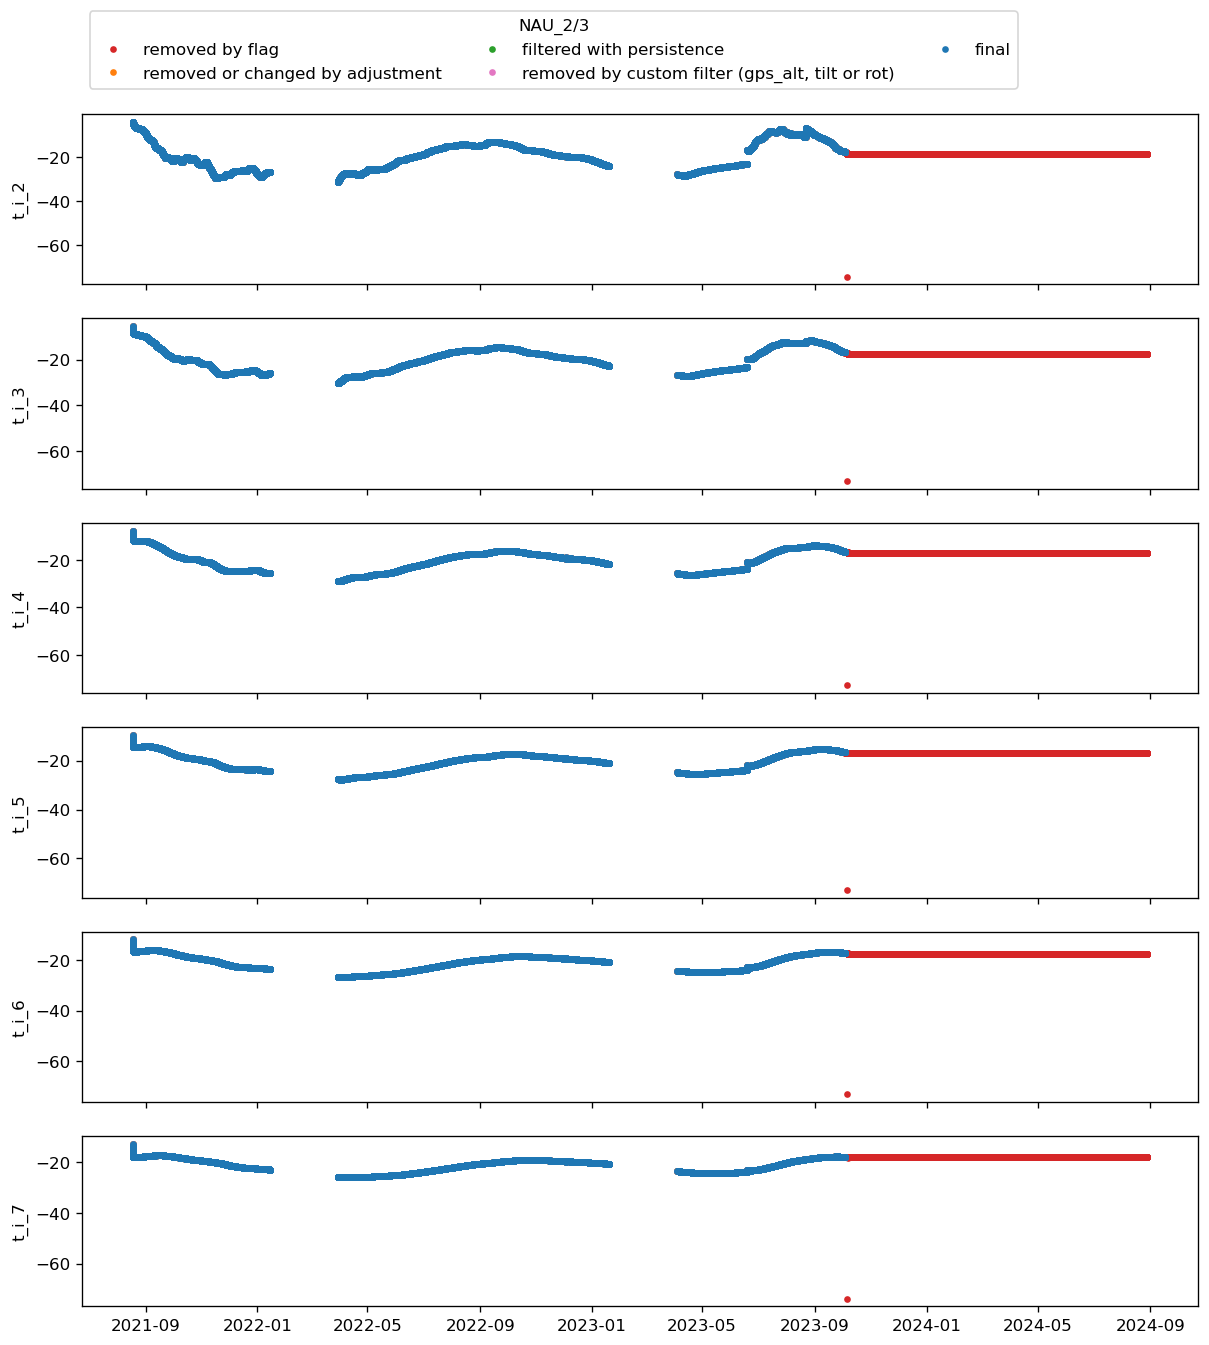 NAU_2/3
removed by flag
filtered with persistence
final
removed or changed by adjustment
removed by custom filter (gps_alt, tilt or rot)
t_i_2
−20
−40
−60
t_i_3
−20
−40
−60
t_i_4
−20
−40
−60
t_i_5
−20
−40
−60
t_i_6
−20
−40
−60
t_i_7
−20
−40
−60
2021-09 2022-01 2022-05 2022-09 2023-01 2023-05 2023-09 2024-01 2024-05 2024-09